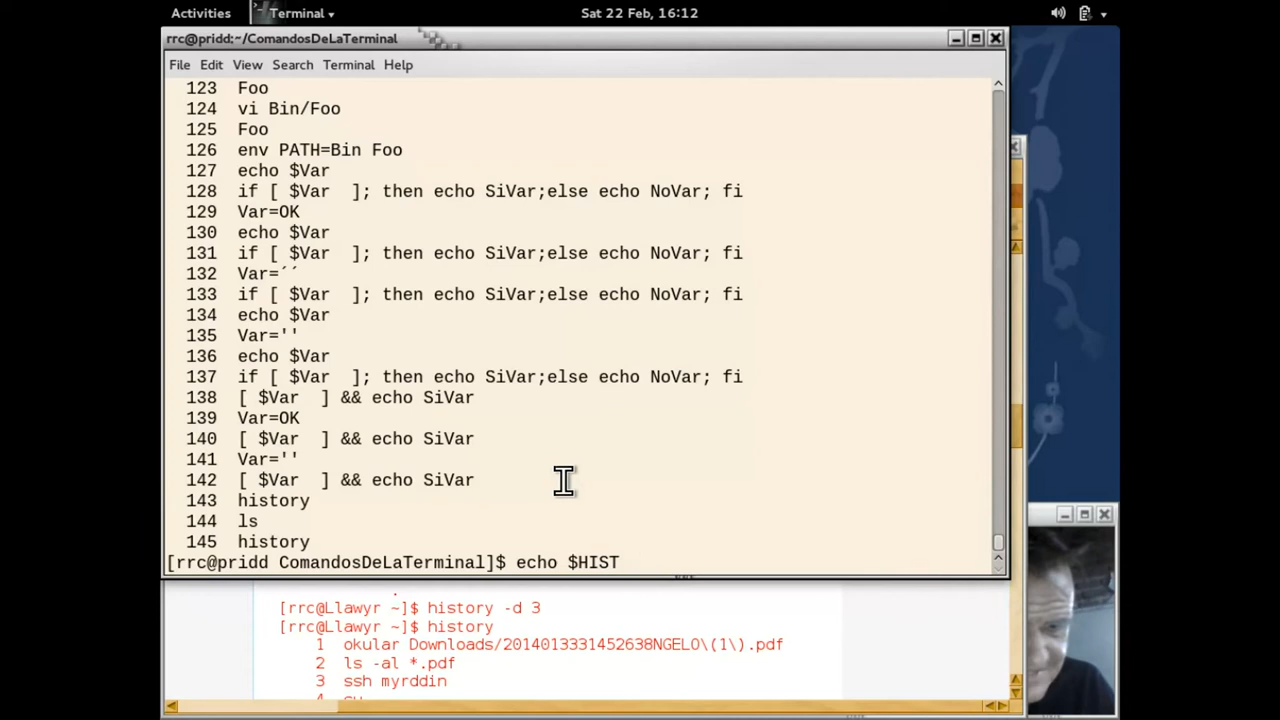 Activities Terminal Sat 22 Feb, 16:12
rrc@pridd:~/ComandosDeLaTerminal
File Edit View Search Terminal Help
123 Foo
124 vi Bin/Foo
125 Foo
126 env PATH=Bin Foo
127 echo $Var
128 if [ $Var ]; then echo SiVar;else echo NoVar; fi
129 Var=OK
130 echo $Var
131 if [ $Var ]; then echo SiVar;else echo NoVar; fi
132 Var=´´
133 if [ $Var ]; then echo SiVar;else echo NoVar; fi
134 echo $Var
135 Var=''
136 echo $Var
137 if [ $Var ]; then echo SiVar;else echo NoVar; fi
138 [ $Var ] && echo SiVar
139 Var=OK
140 [ $Var ] && echo SiVar
141 Var=''
142 [ $Var ] && echo SiVar
143 history
144 ls
145 history
[rrc@pridd ComandosDeLaTerminal]$ echo $HIST
[rrc@Llawyr ~]$ history -d 3
[rrc@Llawyr ~]$ history
1 okular Downloads/2014013331452638NGELO\(1\).pdf
2 ls -al *.pdf
3 ssh myrddin